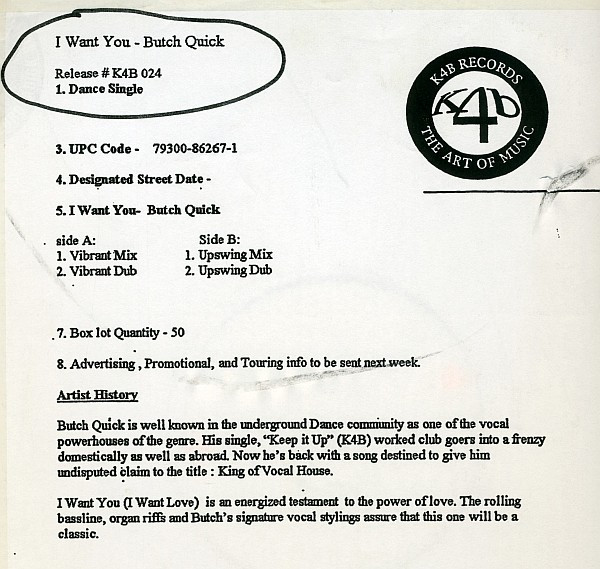 I Want You - Butch Quick
Release # K4B 024
1. Dance Single
K4B RECORDS
K4b
THE ART OF MUSIC
3. UPC Code - 79300-86267-1
4. Designated Street Date -
5. I Want You- Butch Quick
side A: Side B:
1. Vibrant Mix 1. Upswing Mix
2. Vibrant Dub 2. Upswing Dub
.7. Box lot Quantity - 50
8. Advertising , Promotional, and Touring info to be sent next week.
Artist History
Butch Quick is well known in the underground Dance community as one of the vocal
powerhouses of the genre. His single, "Keep it Up" (K4B) worked club goers into a frenzy
domestically as well as abroad. Now he's back with a song destined to give him
undisputed claim to the title : King of Vocal House.
I Want You (I Want Love) is an energized testament to the power of love. The rolling
bassline, organ riffs and Butch's signature vocal stylings assure that this one will be a
classic.